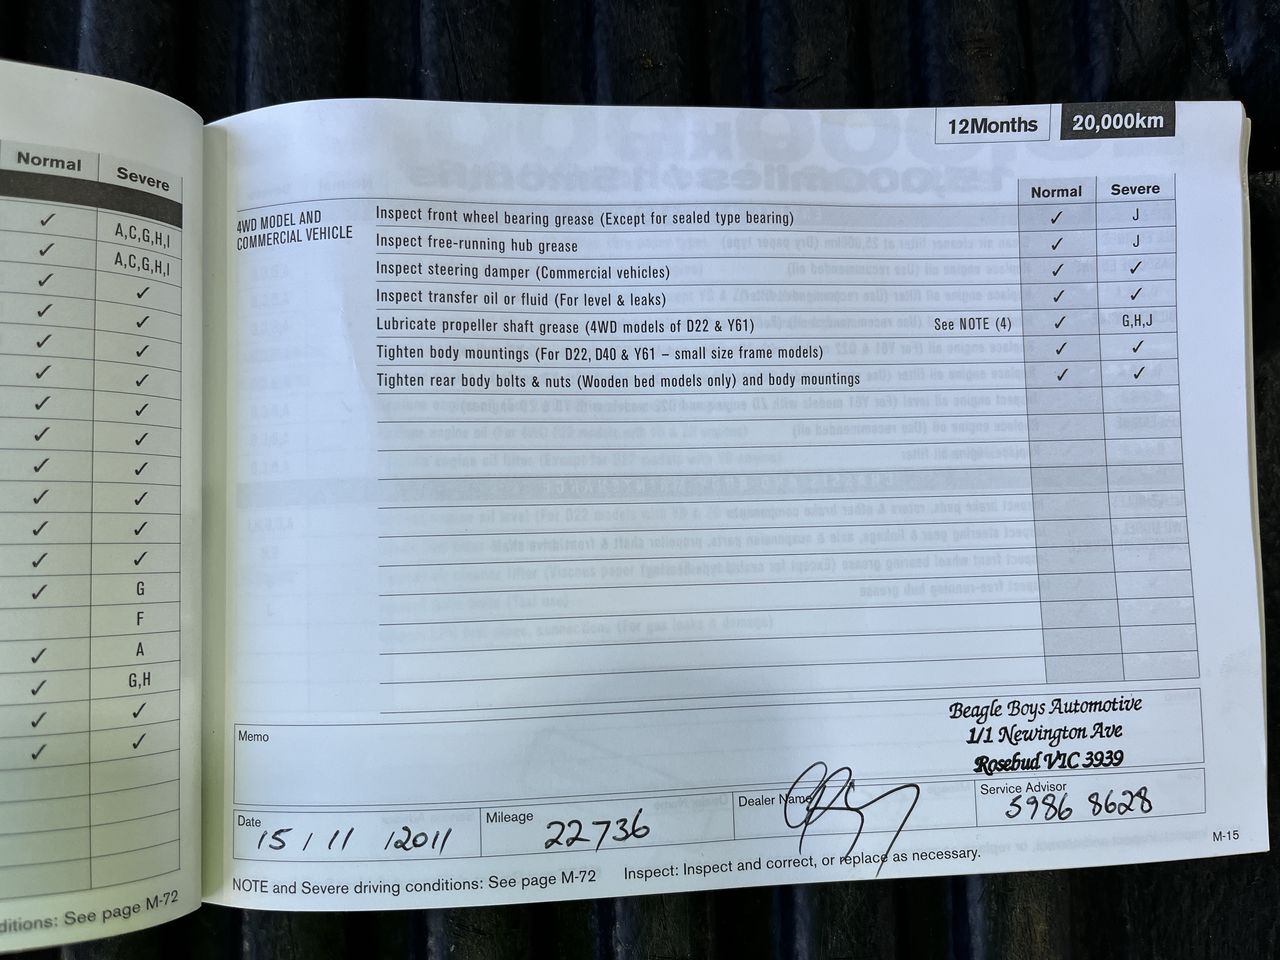 Normal Severe
✓ A,C,G,H,I
✓ A,C,G,H,I
✓ ✓
✓ ✓
✓ ✓
✓ ✓
✓ ✓
✓ ✓
✓ ✓
✓ ✓
✓ ✓
✓ ✓
✓ G
F
✓ A
✓ G,H
✓ ✓
✓ ✓
ditions: See page M-72
12Months 20,000km
Normal Severe
4WD MODEL AND
COMMERCIAL VEHICLE
Inspect front wheel bearing grease (Except for sealed type bearing) ✓ J
Inspect free-running hub grease ✓ J
Inspect steering damper (Commercial vehicles) ✓ ✓
Inspect transfer oil or fluid (For level & leaks) ✓ ✓
Lubricate propeller shaft grease (4WD models of D22 & Y61) See NOTE (4) ✓ G,H,J
Tighten body mountings (For D22, D40 & Y61 – small size frame models) ✓ ✓
Tighten rear body bolts & nuts (Wooden bed models only) and body mountings ✓ ✓
Memo
Beagle Boys Automotive
1/1 Newington Ave
Rosebud VIC 3939
Date 15 / 11 / 2011
Mileage 22736
Dealer Name
Service Advisor 5986 8628
NOTE and Severe driving conditions: See page M-72 Inspect: Inspect and correct, or replace as necessary.
M-15